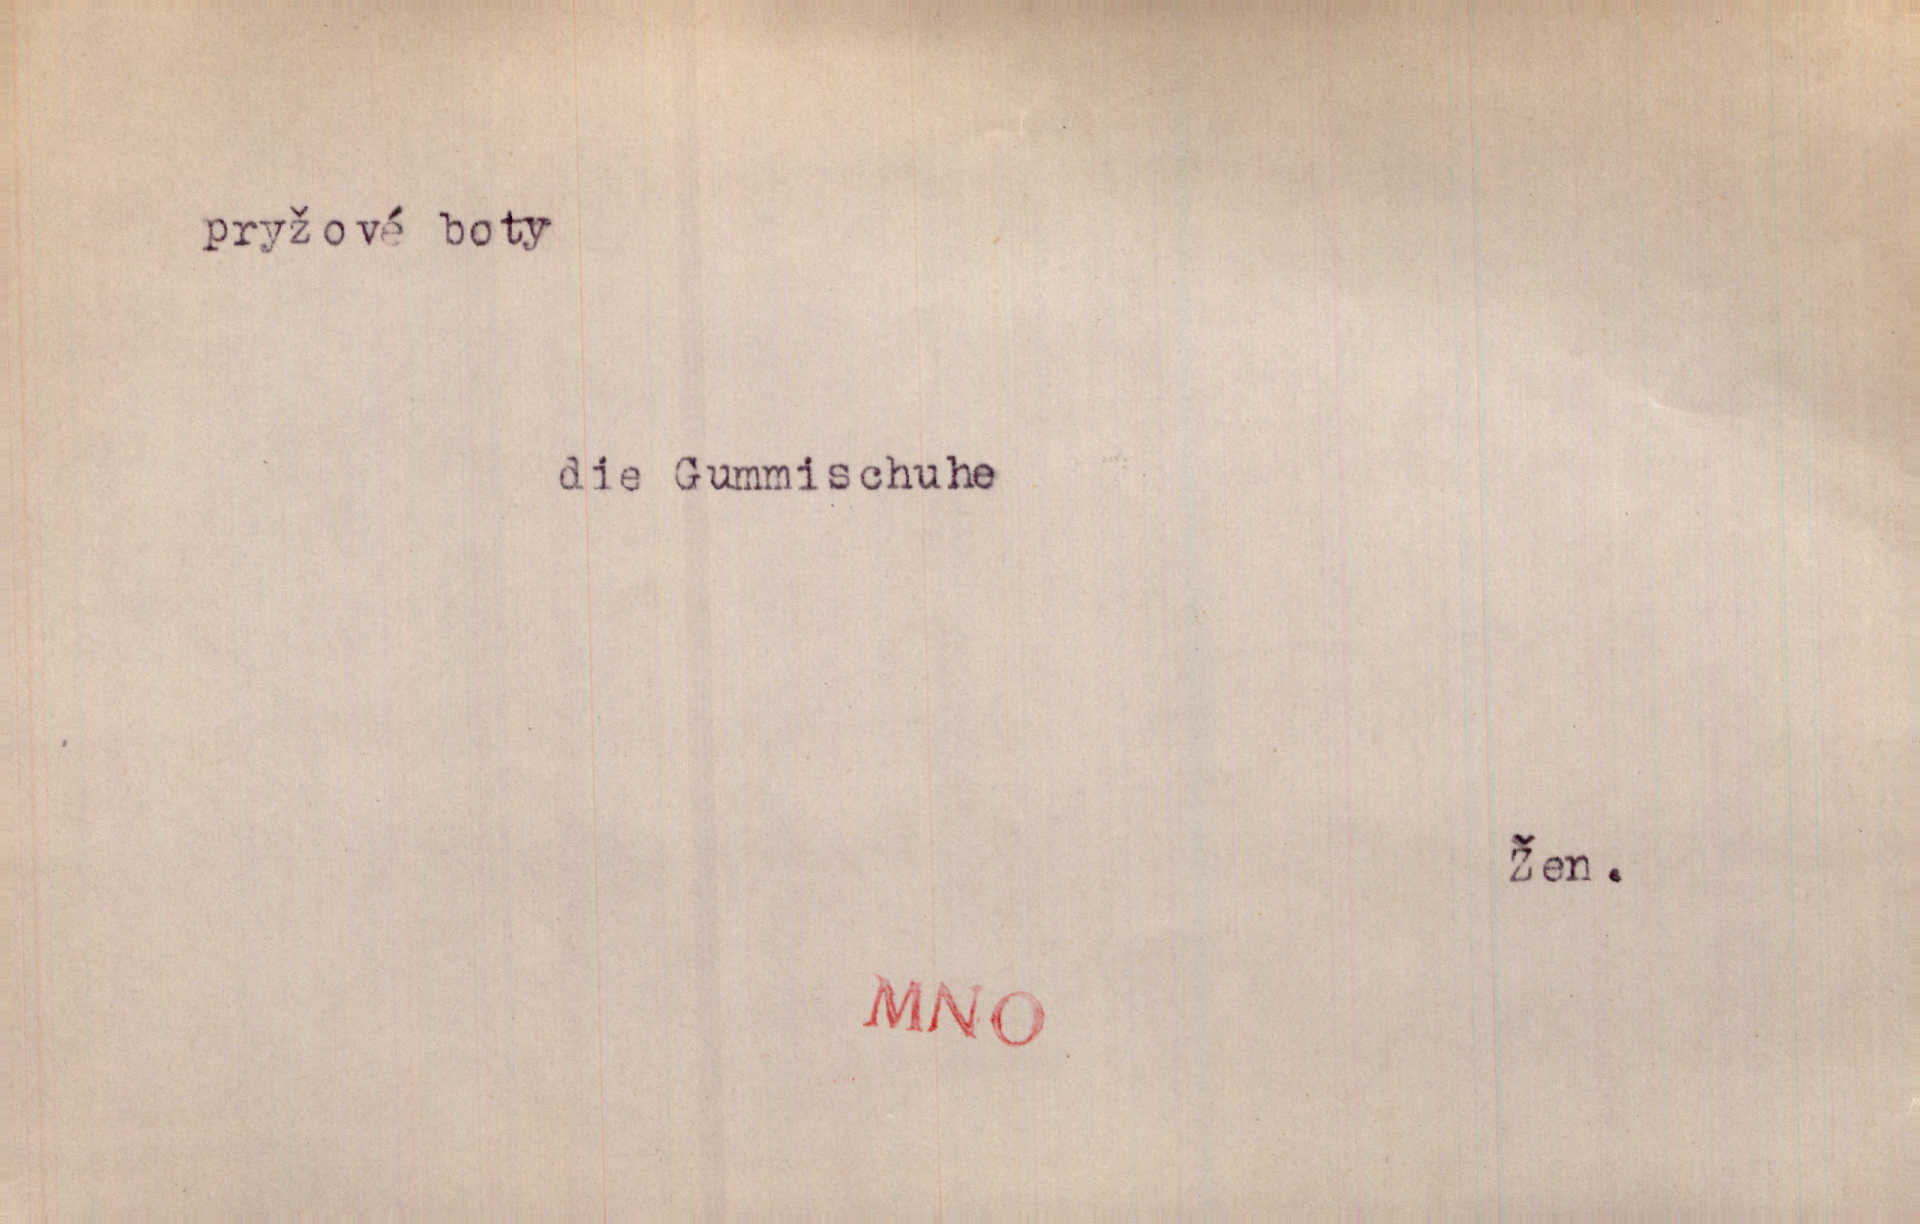 pryžové boty
die Gummischuhe
Žen.
MNO